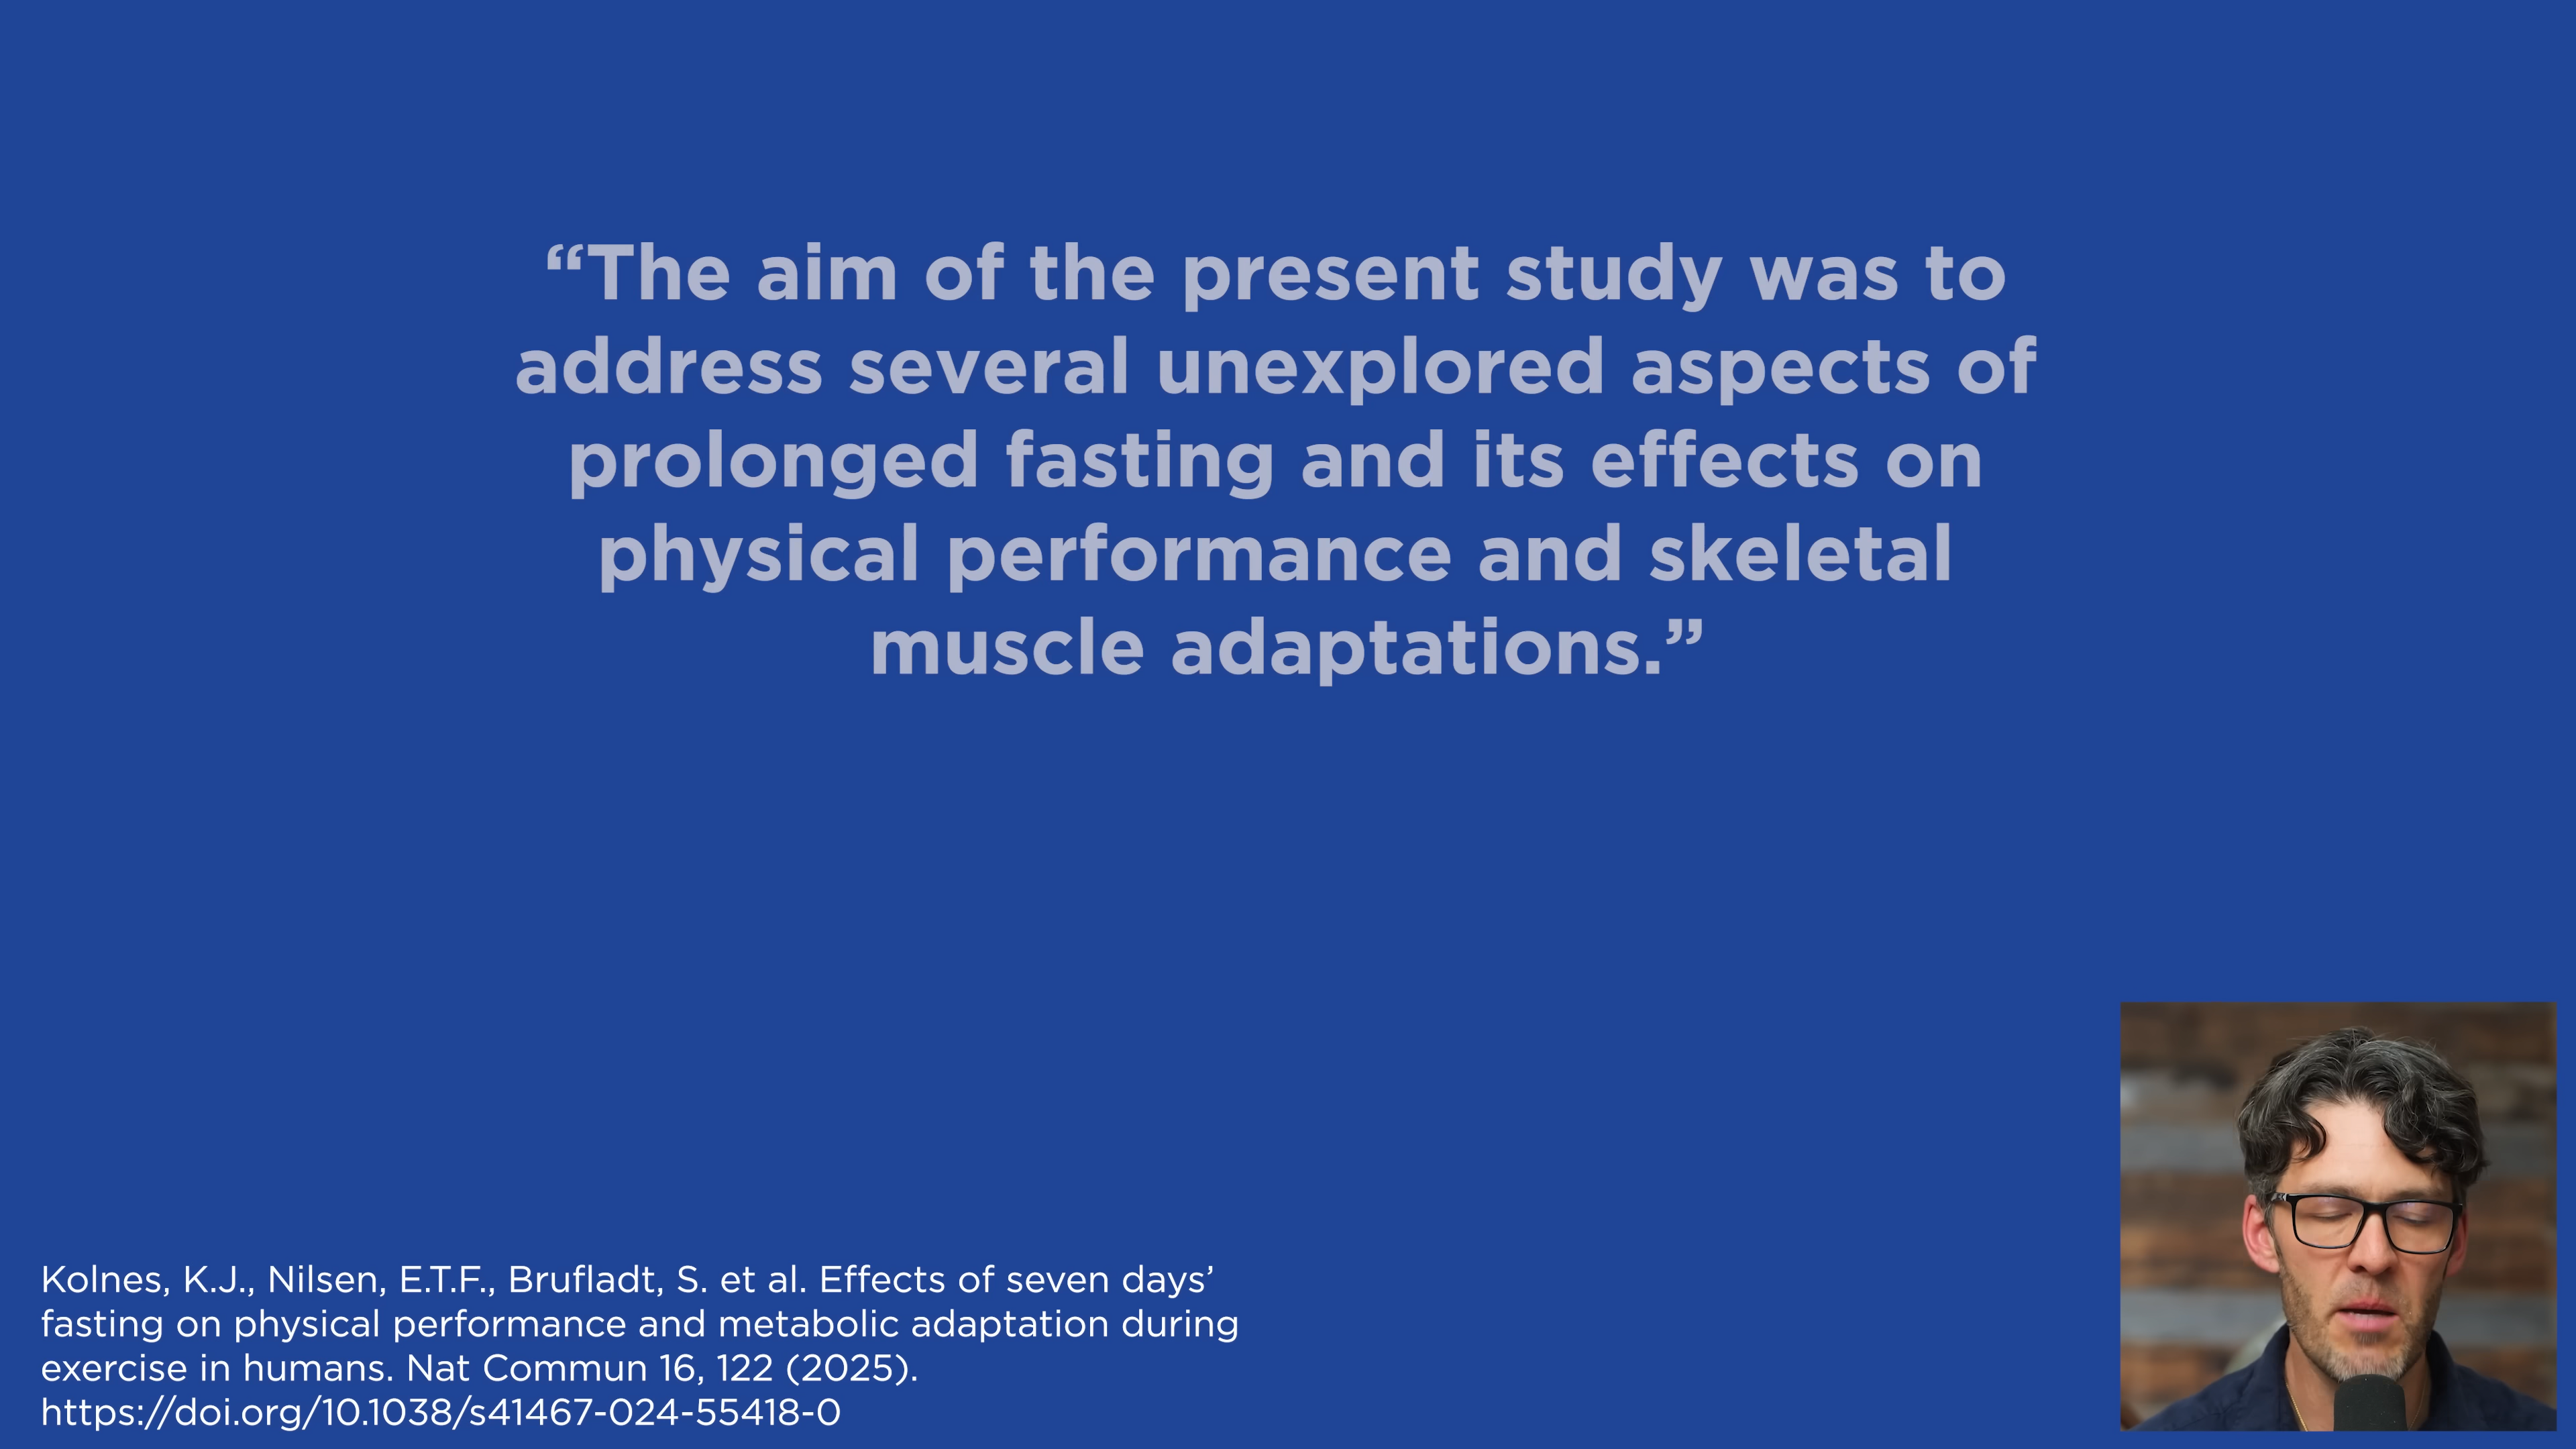 “The aim of the present study was to
address several unexplored aspects of
prolonged fasting and its effects on
physical performance and skeletal
muscle adaptations.”
Kolnes, K.J., Nilsen, E.T.F., Brufladt, S. et al. Effects of seven days’
fasting on physical performance and metabolic adaptation during
exercise in humans. Nat Commun 16, 122 (2025).
https://doi.org/10.1038/s41467-024-55418-0